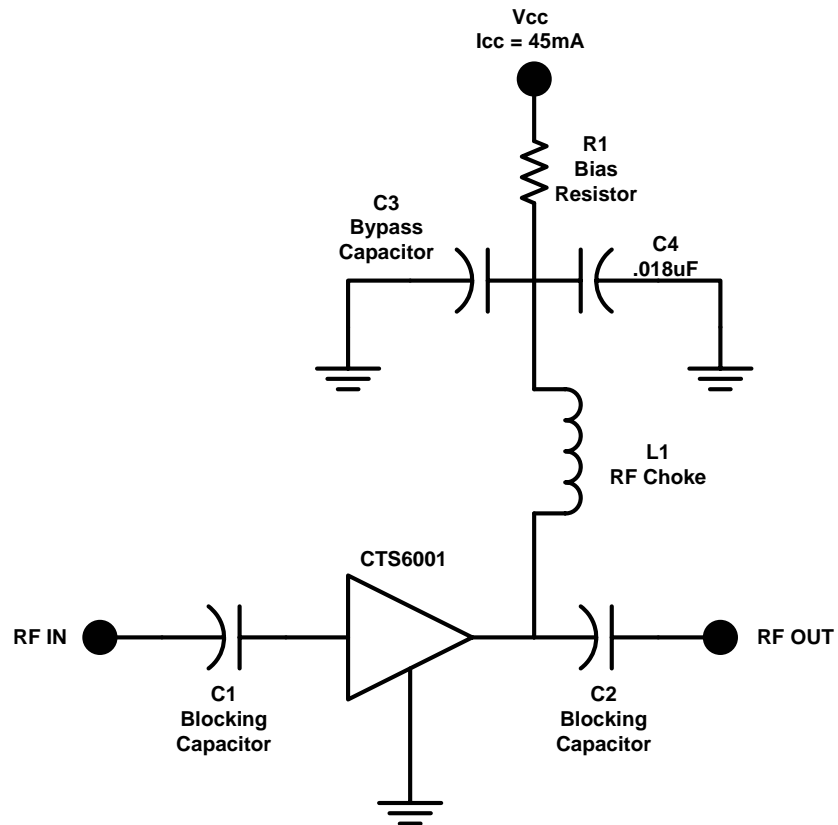 Vcc
Icc = 45mA
R1
Bias
Resistor
C3
Bypass
Capacitor
C4
.018uF
L1
RF Choke
CTS6001
RF IN
RF OUT
C1
Blocking
Capacitor
C2
Blocking
Capacitor